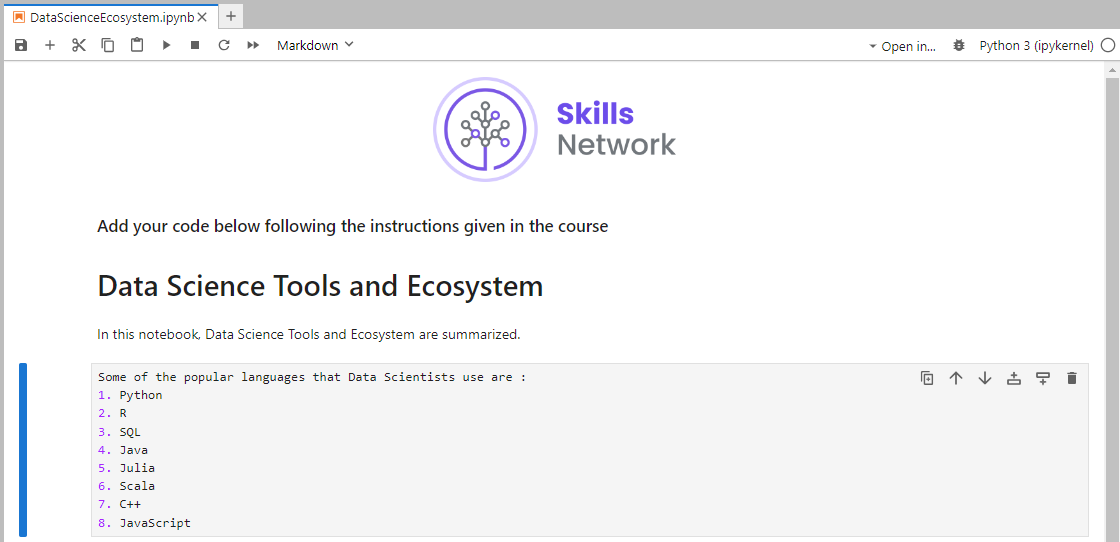 DataScienceEcosystem.ipynb
Markdown
Open in...
Python 3 (ipykernel)
Skills
Network
Add your code below following the instructions given in the course
Data Science Tools and Ecosystem
In this notebook, Data Science Tools and Ecosystem are summarized.
Some of the popular languages that Data Scientists use are :
1. Python
2. R
3. SQL
4. Java
5. Julia
6. Scala
7. C++
8. JavaScript